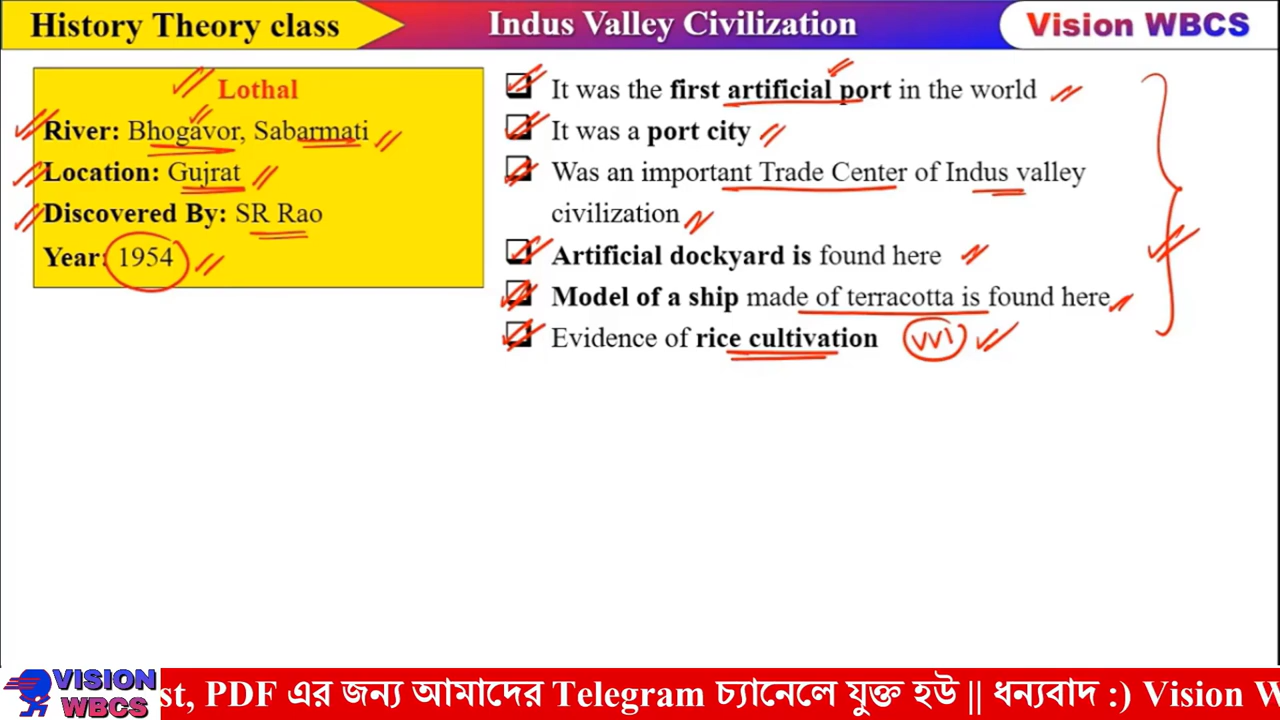 History Theory class
Indus Valley Civilization
Vision WBCS
Lothal
River: Bhogavor, Sabarmati
Location: Gujrat
Discovered By: SR Rao
Year: 1954
It was the first artificial port in the world
It was a port city
Was an important Trade Center of Indus valley
civilization
Artificial dockyard is found here
Model of a ship made of terracotta is found here
Evidence of rice cultivation
VVI
VISION
WBCS
st, PDF এর জন্য আমাদের Telegram চ্যানেলে যুক্ত হউ || ধন্যবাদ :) Vision W